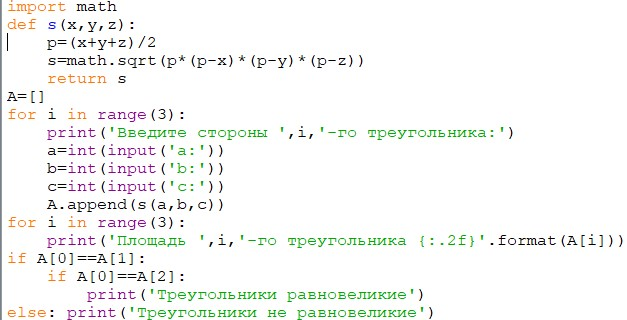 import math
def s(x,y,z):
    p=(x+y+z)/2
    s=math.sqrt(p*(p-x)*(p-y)*(p-z))
    return s
A=[]
for i in range(3):
    print('Введите стороны ',i,'-го треугольника:')
    a=int(input('a:'))
    b=int(input('b:'))
    c=int(input('c:'))
    A.append(s(a,b,c))
for i in range(3):
    print('Площадь ',i,'-го треугольника {:.2f}'.format(A[i]))
if A[0]==A[1]:
    if A[0]==A[2]:
        print('Треугольники равновеликие')
else: print('Треугольники не равновеликие')